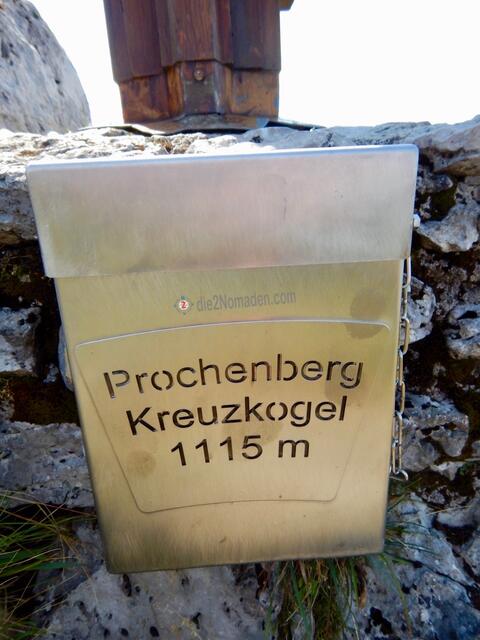 die2Nomaden.com
Prochenberg
Kreuzkogel
1115 m